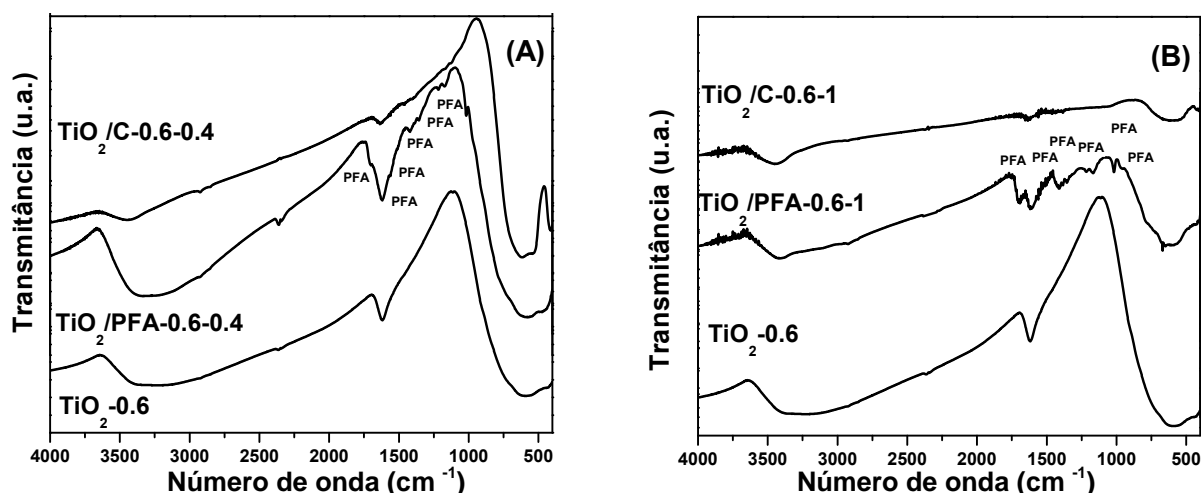 (A)
Transmitância (u.a.)
TiO2/C-0.6-0.4
PFA
PFA
PFA
PFA
PFA
PFA
TiO2/PFA-0.6-0.4
TiO2-0.6
4000 3500 3000 2500 2000 1500 1000 500
Número de onda (cm -1)
(B)
Transmitância (u.a.)
TiO2/C-0.6-1
PFA
PFA
PFA
PFA
PFA
PFA
TiO2/PFA-0.6-1
TiO2-0.6
4000 3500 3000 2500 2000 1500 1000 500
Número de onda (cm -1)